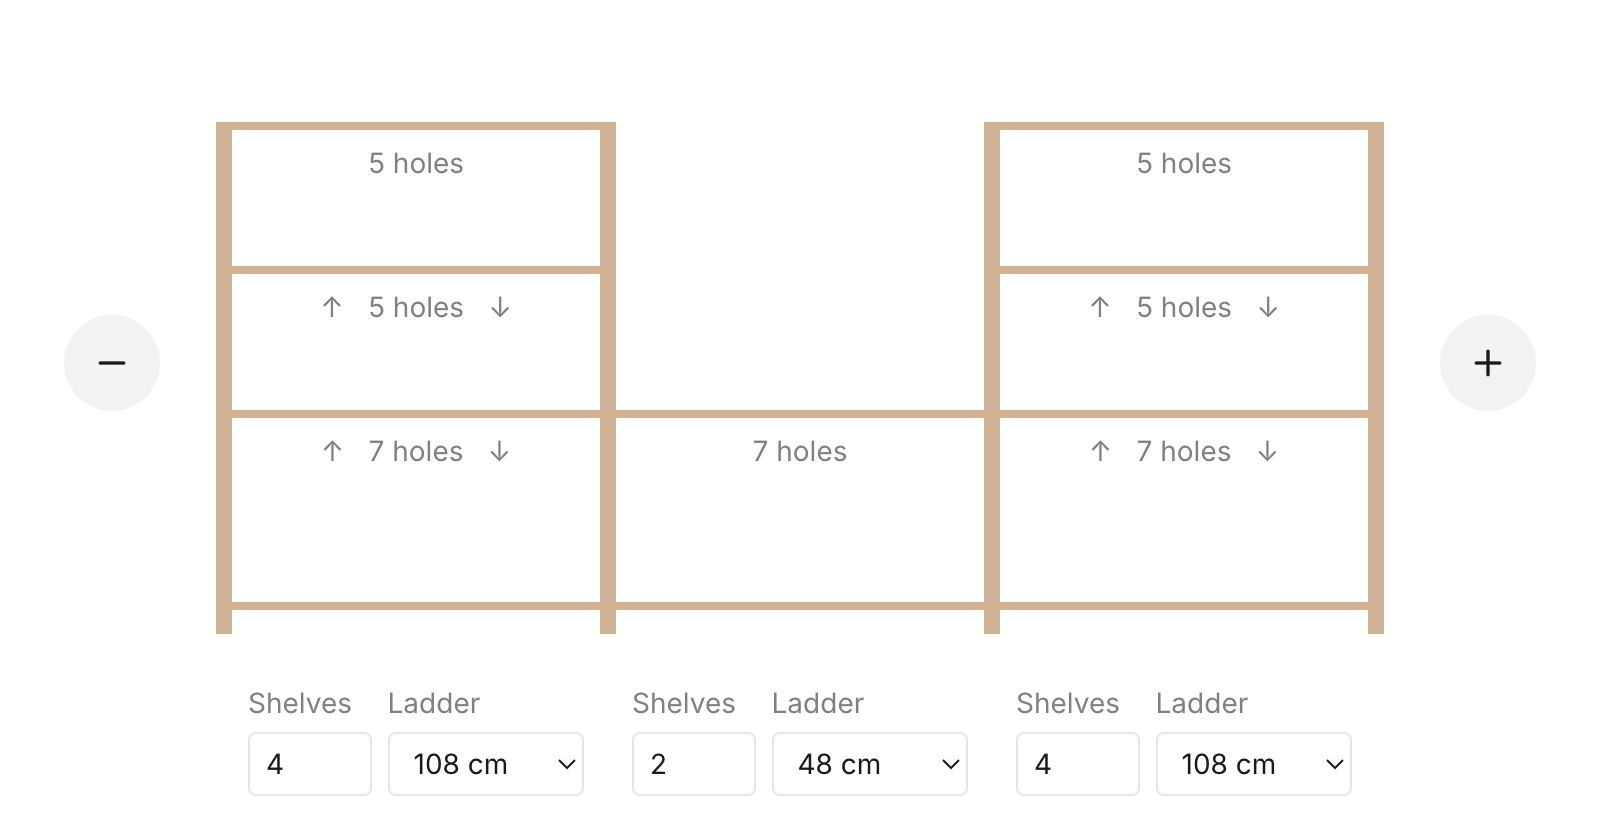 5 holes 5 holes
↑ 5 holes ↓ ↑ 5 holes ↓
↑ 7 holes ↓ 7 holes ↑ 7 holes ↓
Shelves Ladder Shelves Ladder Shelves Ladder
4 108 cm 2 48 cm 4 108 cm